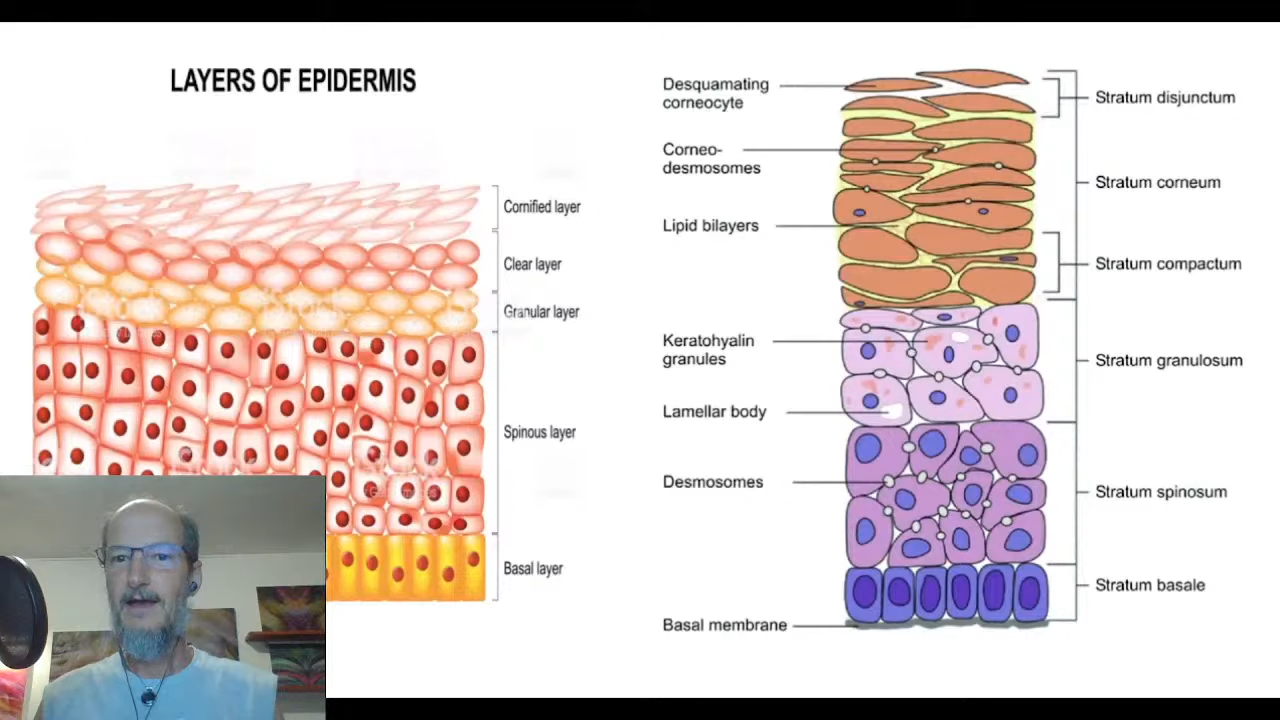 LAYERS OF EPIDERMIS
Cornified layer
Clear layer
Granular layer
Spinous layer
Basal layer
Desquamating
corneocyte
Corneo-
desmosomes
Lipid bilayers
Keratohyalin
granules
Lamellar body
Desmosomes
Basal membrane
Stratum disjunctum
Stratum corneum
Stratum compactum
Stratum granulosum
Stratum spinosum
Stratum basale